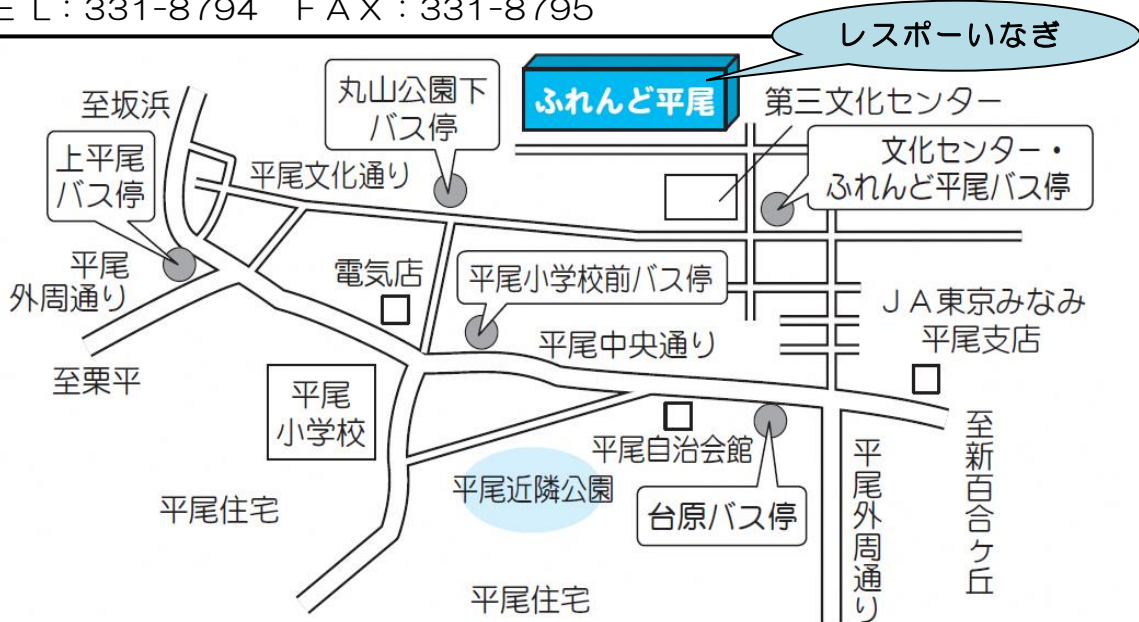 ＥＬ：331-8794　ＦＡＸ：331-8795
レスポーいなぎ
ふれんど平尾
至坂浜
丸山公園下
バス停
第三文化センター
上平尾
バス停
平尾文化通り
文化センター・
ふれんど平尾バス停
平尾
外周通り
電気店
平尾小学校前バス停
ＪＡ東京みなみ
平尾支店
平尾中央通り
至栗平
平尾
小学校
平尾自治会館
至新百合ヶ丘
平尾外周通り
平尾近隣公園
平尾住宅
台原バス停
平尾住宅